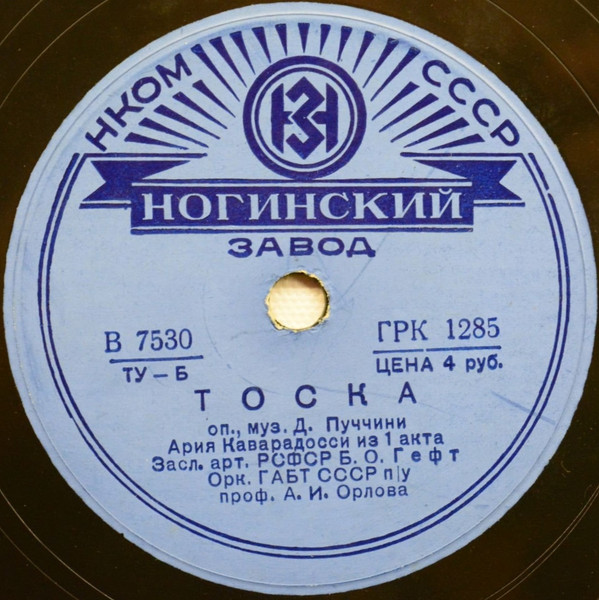 НКОМ СССР
НЗ
НОГИНСКИЙ
ЗАВОД
В 7530
ТУ – Б
ГРК 1285
ЦЕНА 4 руб.
ТОСКА
оп., муз. Д. Пуччини
Ария Каварадосси из 1 акта
Засл. арт. РСФСР Б. О. Гефт
Орк. ГАБТ СССР п/у
проф. А. И. Орлова